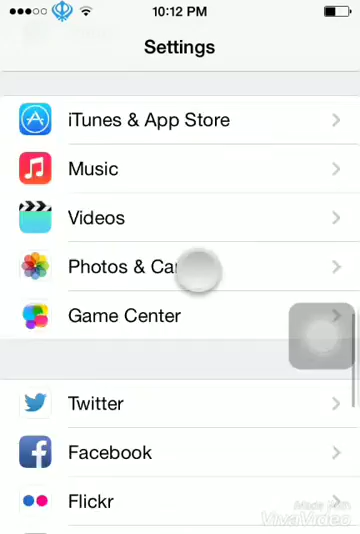 10:12 PM
Settings
iTunes & App Store
Music
Videos
Photos & Ca
Game Center
Twitter
Facebook
Flickr
Made With
VivaVideo